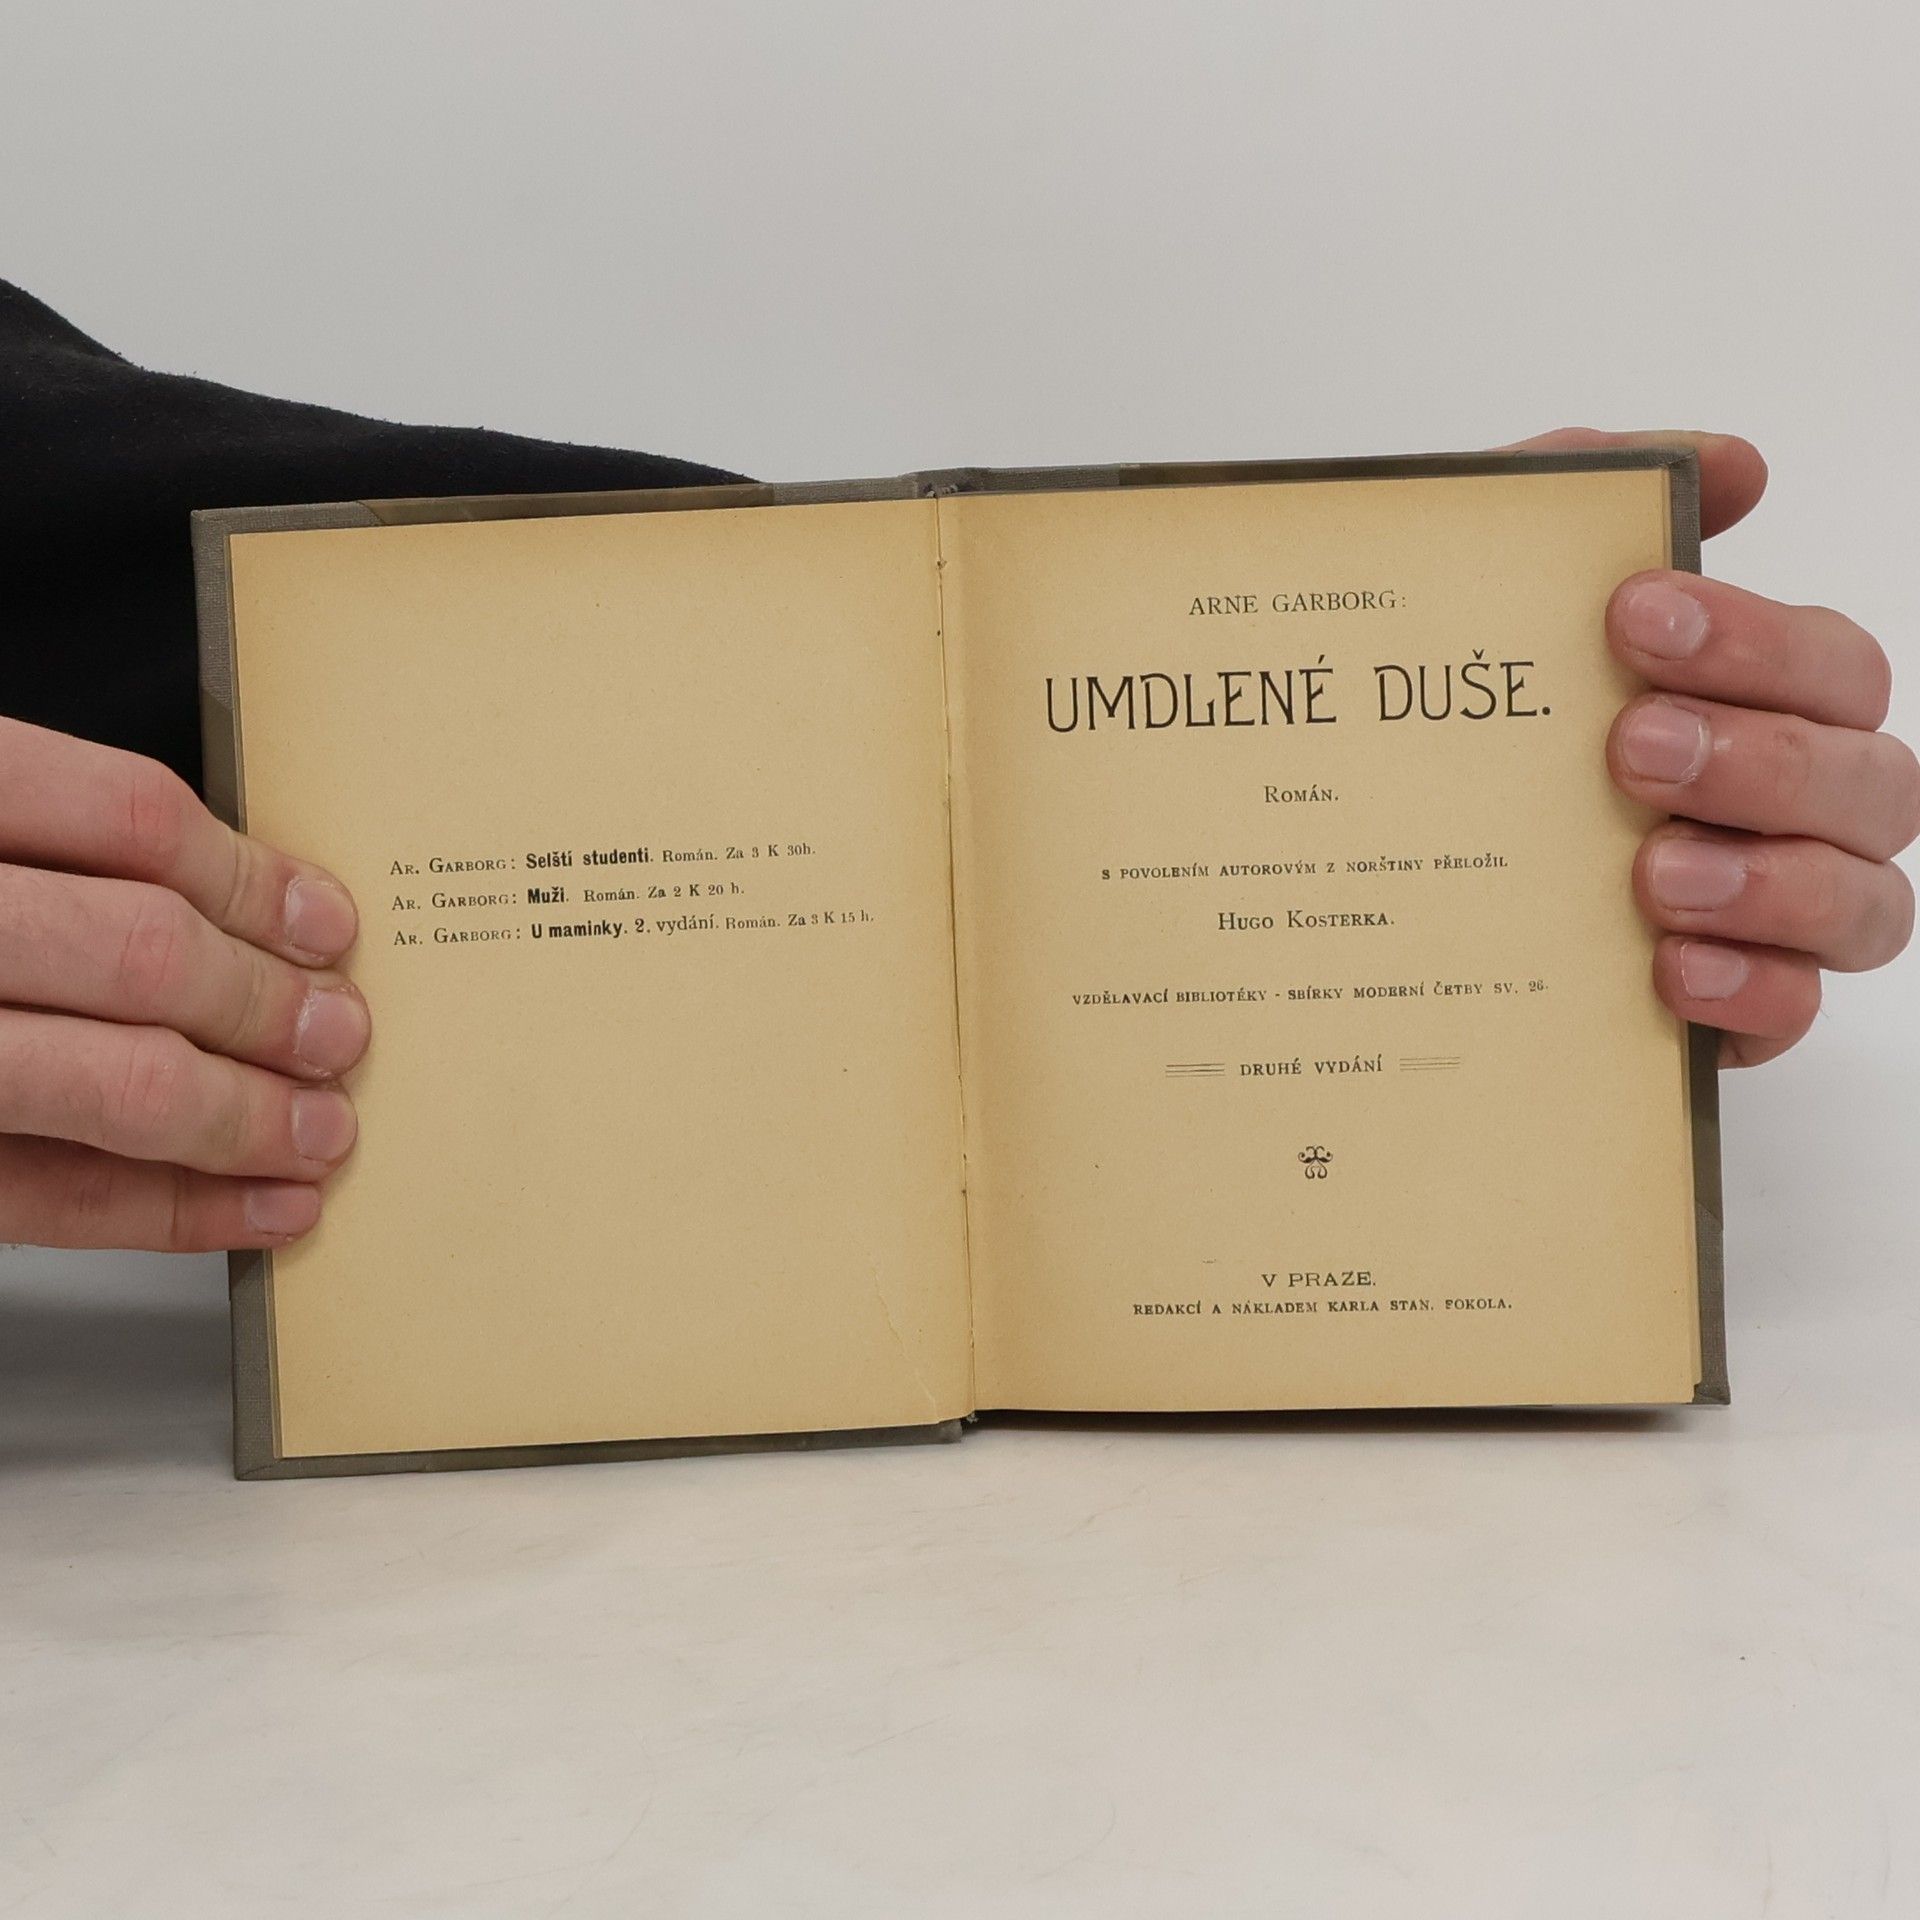 Ar. Garborg: Selští studenti. Román. Za 3 K 30h.
Ar. Garborg: Muži. Román. Za 2 K 20 h.
Ar. Garborg: U maminky. 2. vydání. Román. Za 3 K 15 h.
ARNE GARBORG:
UMDLENÉ DUŠE.
Román.
S POVOLENÍM AUTOROVÝM Z NORŠTINY PŘELOŽIL
Hugo Kosterka.
VZDĚLAVACÍ BIBLIOTÉKY - SBÍRKY MODERNÍ ČETBY SV. 26.
DRUHÉ VYDÁNÍ
V PRAZE.
REDAKCÍ A NÁKLADEM KARLA STAN. SOKOLA.